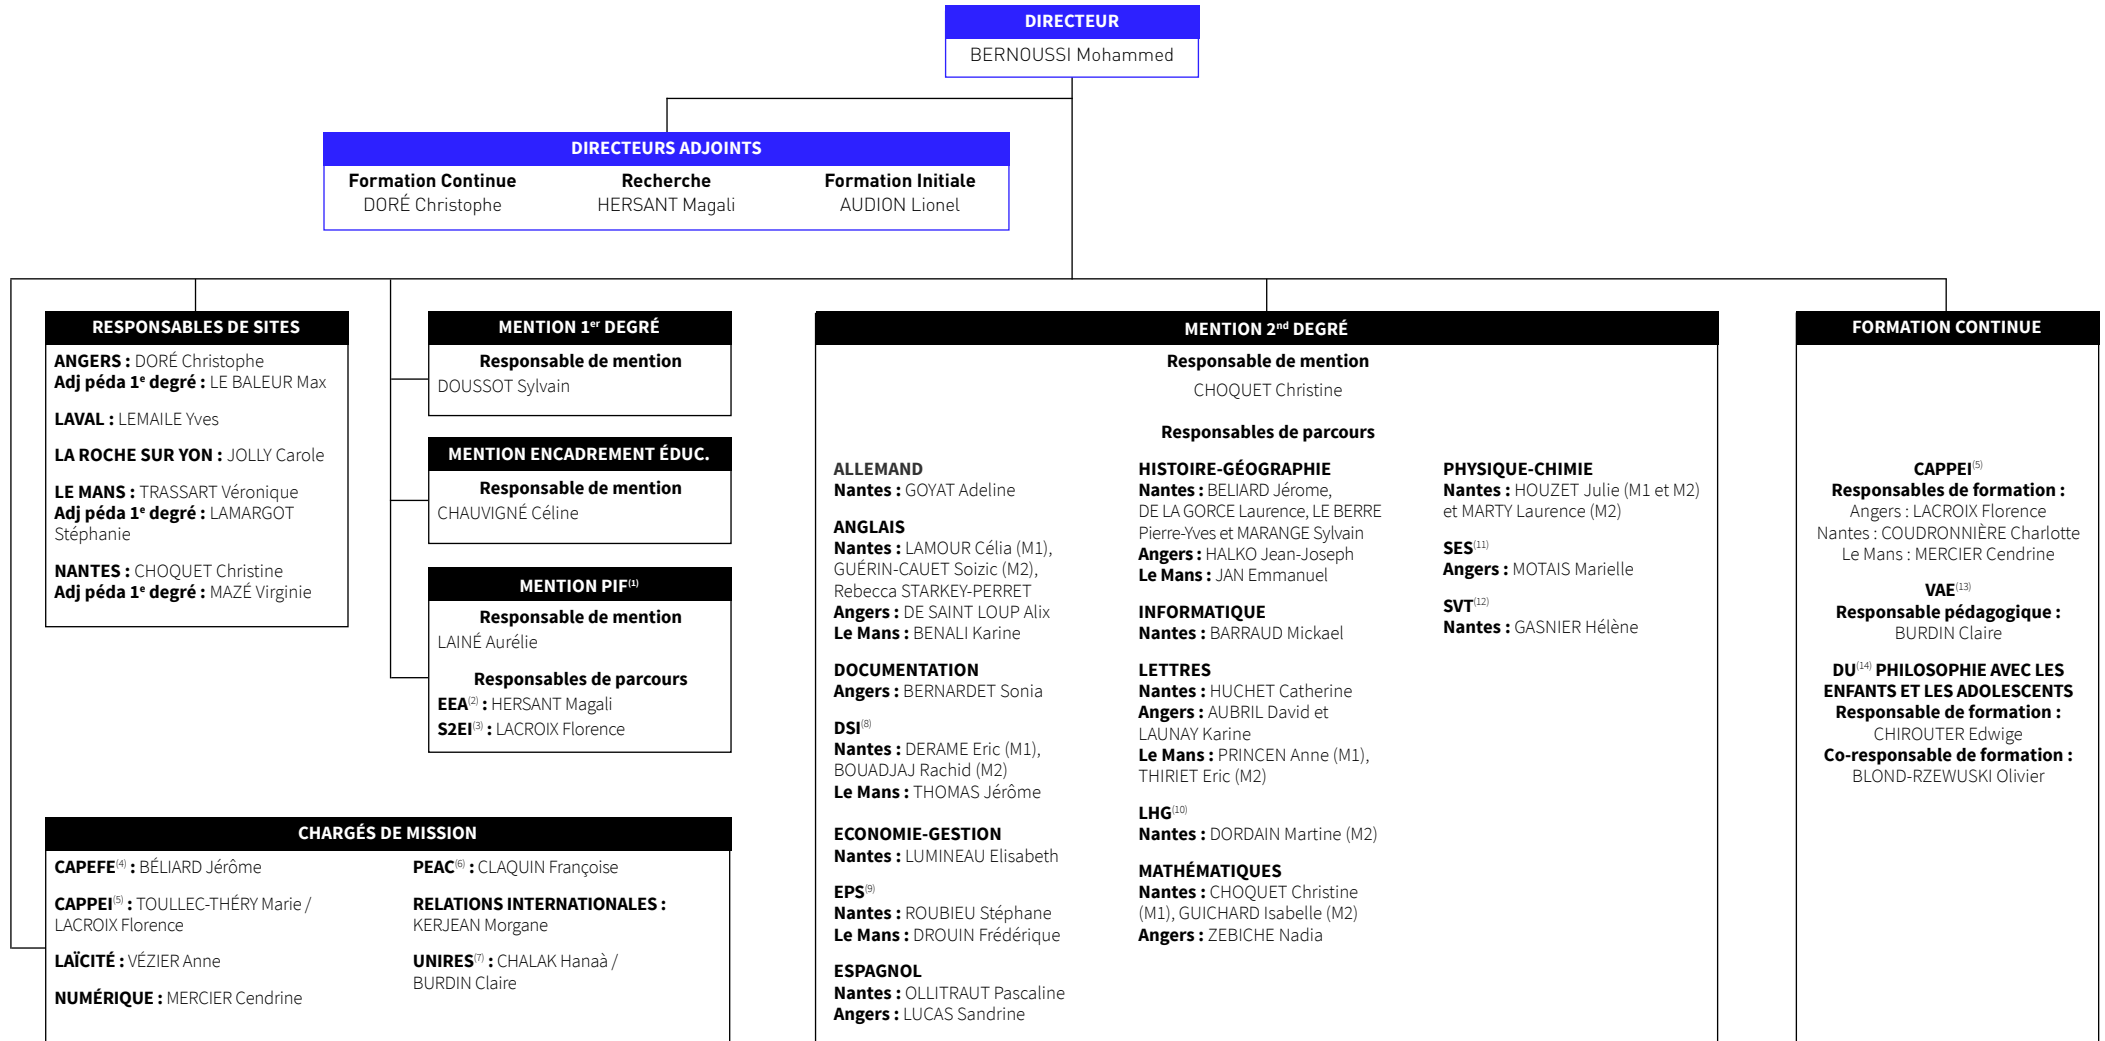 DIRECTEUR
BERNOUSSI Mohammed
DIRECTEURS ADJOINTS
Formation Continue
DORÉ Christophe
Recherche
HERSANT Magali
Formation Initiale
AUDION Lionel
RESPONSABLES DE SITES
ANGERS : DORÉ Christophe
Adj péda 1e degré : LE BALEUR Max
LAVAL : LEMAILE Yves
LA ROCHE SUR YON : JOLLY Carole
LE MANS : TRASSART Véronique
Adj péda 1e degré : LAMARGOT
Stéphanie
NANTES : CHOQUET Christine
Adj péda 1e degré : MAZÉ Virginie
MENTION 1er DEGRÉ
Responsable de mention
DOUSSOT Sylvain
MENTION ENCADREMENT ÉDUC.
Responsable de mention
CHAUVIGNÉ Céline
MENTION PIF(1)
Responsable de mention
LAINÉ Aurélie
Responsables de parcours
EEA(2) : HERSANT Magali
S2EI(3) : LACROIX Florence
CHARGÉS DE MISSION
CAPEFE(4) : BÉLIARD Jérôme
CAPPEI(5) : TOULLEC-THÉRY Marie /
LACROIX Florence
LAÏCITÉ : VÉZIER Anne
NUMÉRIQUE : MERCIER Cendrine
PEAC(6) : CLAQUIN Françoise
RELATIONS INTERNATIONALES :
KERJEAN Morgane
UNIRES(7) : CHALAK Hanaà /
BURDIN Claire
MENTION 2nd DEGRÉ
Responsable de mention
CHOQUET Christine
Responsables de parcours
ALLEMAND
Nantes : GOYAT Adeline
ANGLAIS
Nantes : LAMOUR Célia (M1),
GUÉRIN-CAUET Soizic (M2),
Rebecca STARKEY-PERRET
Angers : DE SAINT LOUP Alix
Le Mans : BENALI Karine
DOCUMENTATION
Angers : BERNARDET Sonia
DSI(8)
Nantes : DERAME Eric (M1),
BOUADJAJ Rachid (M2)
Le Mans : THOMAS Jérôme
ECONOMIE-GESTION
Nantes : LUMINEAU Elisabeth
EPS(9)
Nantes : ROUBIEU Stéphane
Le Mans : DROUIN Frédérique
ESPAGNOL
Nantes : OLLITRAUT Pascaline
Angers : LUCAS Sandrine
HISTOIRE-GÉOGRAPHIE
Nantes : BELIARD Jérome,
DE LA GORCE Laurence, LE BERRE
Pierre-Yves et MARANGE Sylvain
Angers : HALKO Jean-Joseph
Le Mans : JAN Emmanuel
INFORMATIQUE
Nantes : BARRAUD Mickael
LETTRES
Nantes : HUCHET Catherine
Angers : AUBRIL David et
LAUNAY Karine
Le Mans : PRINCEN Anne (M1),
THIRIET Eric (M2)
LHG(10)
Nantes : DORDAIN Martine (M2)
MATHÉMATIQUES
Nantes : CHOQUET Christine
(M1), GUICHARD Isabelle (M2)
Angers : ZEBICHE Nadia
PHYSIQUE-CHIMIE
Nantes : HOUZET Julie (M1 et M2)
et MARTY Laurence (M2)
SES(11)
Angers : MOTAIS Marielle
SVT(12)
Nantes : GASNIER Hélène
FORMATION CONTINUE
CAPPEI(5)
Responsables de formation :
Angers : LACROIX Florence
Nantes : COUDRONNIÈRE Charlotte
Le Mans : MERCIER Cendrine
VAE(13)
Responsable pédagogique :
BURDIN Claire
DU(14) PHILOSOPHIE AVEC LES
ENFANTS ET LES ADOLESCENTS
Responsable de formation :
CHIROUTER Edwige
Co-responsable de formation :
BLOND-RZEWUSKI Olivier